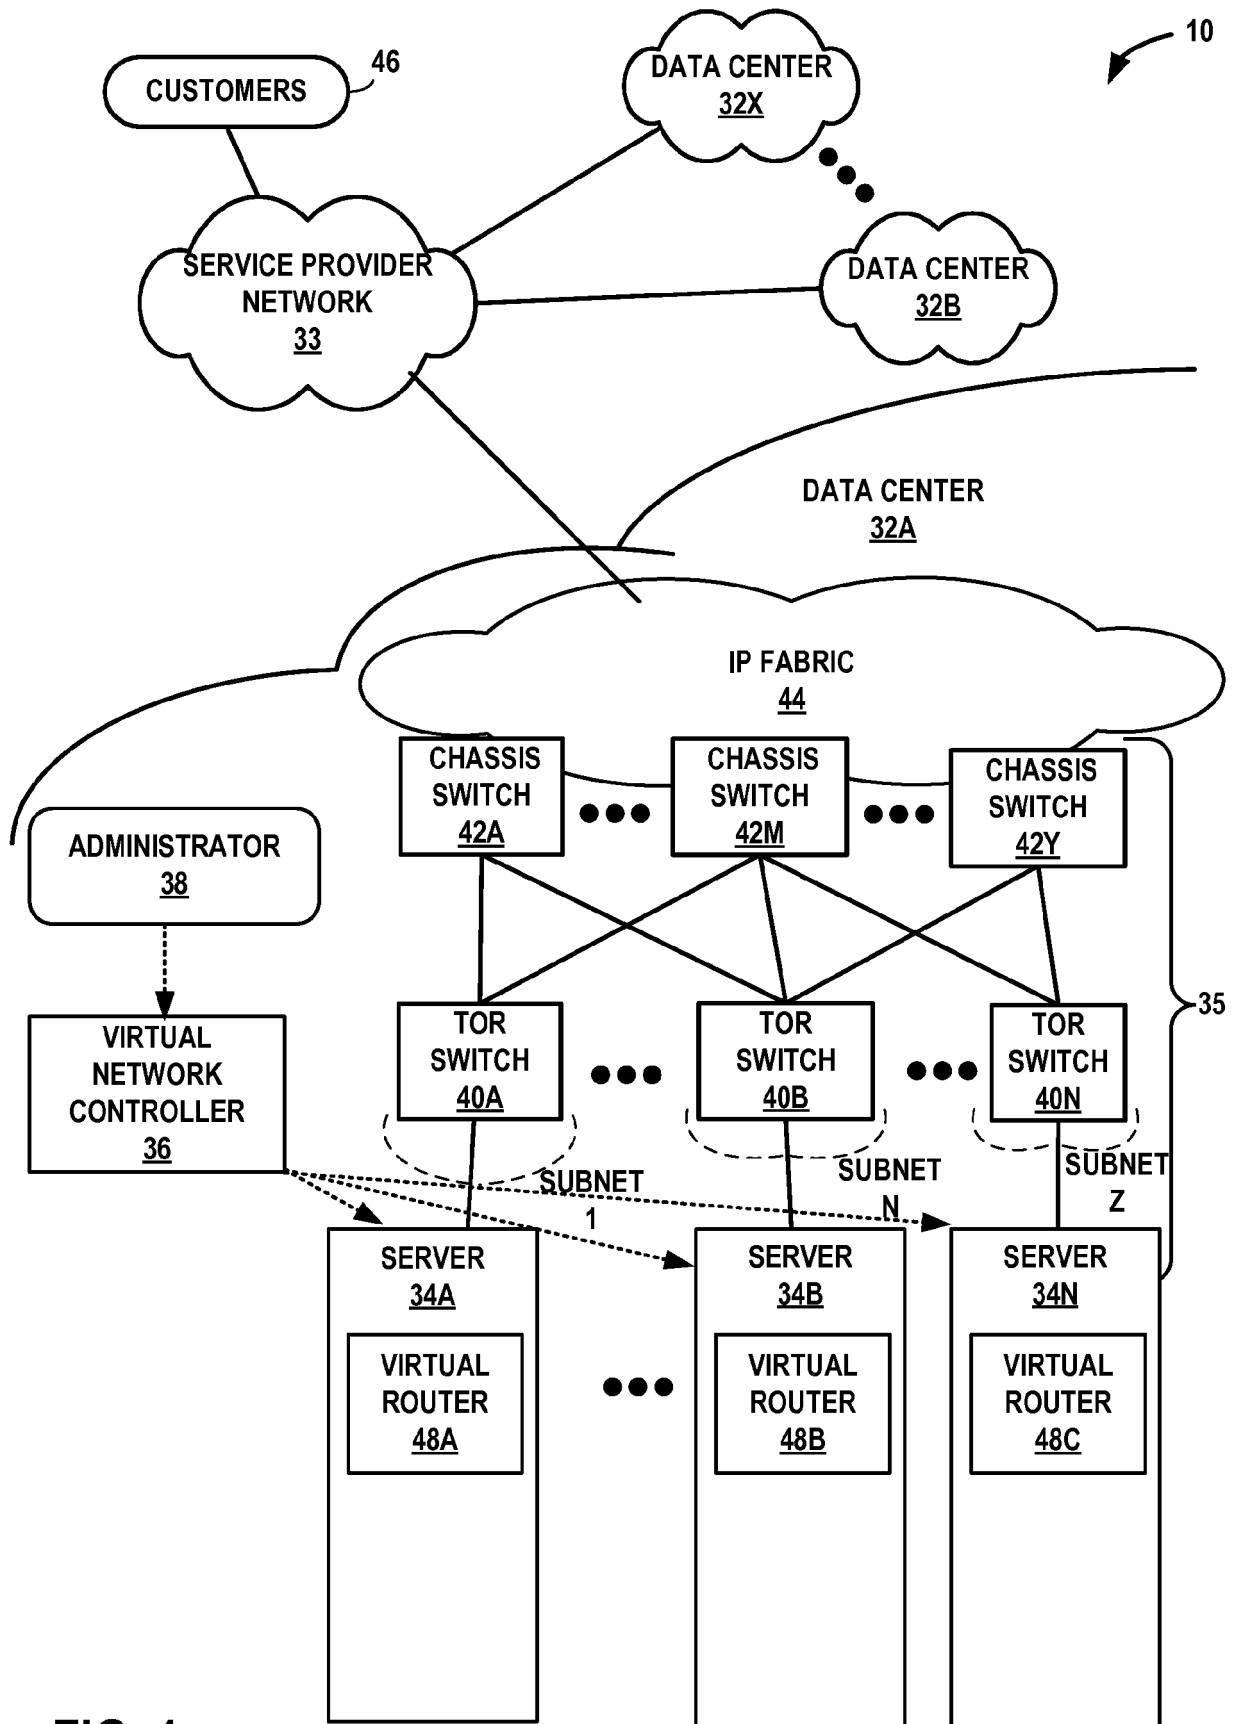 10
46
CUSTOMERS
DATA CENTER
32X
SERVICE PROVIDER
NETWORK
33
DATA CENTER
32B
DATA CENTER
32A
IP FABRIC
44
CHASSIS
SWITCH
42A
CHASSIS
SWITCH
42M
CHASSIS
SWITCH
42Y
ADMINISTRATOR
38
VIRTUAL
NETWORK
CONTROLLER
36
TOR
SWITCH
40A
TOR
SWITCH
40B
TOR
SWITCH
40N
35
SUBNET
1
SUBNET
N
SUBNET
Z
SERVER
34A
SERVER
34B
SERVER
34N
VIRTUAL
ROUTER
48A
VIRTUAL
ROUTER
48B
VIRTUAL
ROUTER
48C